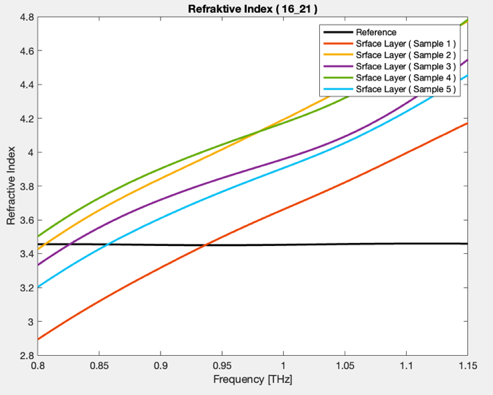 Refraktive Index ( 16_21 )
4.8
4.6
4.4
4.2
4
3.8
3.6
3.4
3.2
3
2.8
Refractive Index
Reference
Srface Layer ( Sample 1 )
Srface Layer ( Sample 2 )
Srface Layer ( Sample 3 )
Srface Layer ( Sample 4 )
Srface Layer ( Sample 5 )
0.8 0.85 0.9 0.95 1 1.05 1.1 1.15
Frequency [THz]